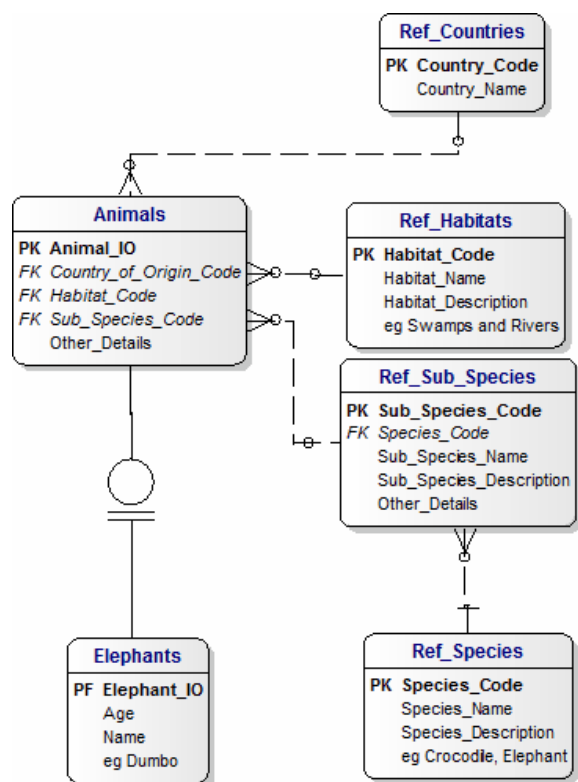 Ref_Countries
PK Country_Code
Country_Name
Animals
PK Animal_IO
FK Country_of_Origin_Code
FK Habitat_Code
FK Sub_Species_Code
Other_Details
Ref_Habitats
PK Habitat_Code
Habitat_Name
Habitat_Description
eg Swamps and Rivers
Ref_Sub_Species
PK Sub_Species_Code
FK Species_Code
Sub_Species_Name
Sub_Species_Description
Other_Details
Elephants
PF Elephant_IO
Age
Name
eg Dumbo
Ref_Species
PK Species_Code
Species_Name
Species_Description
eg Crocodile, Elephant